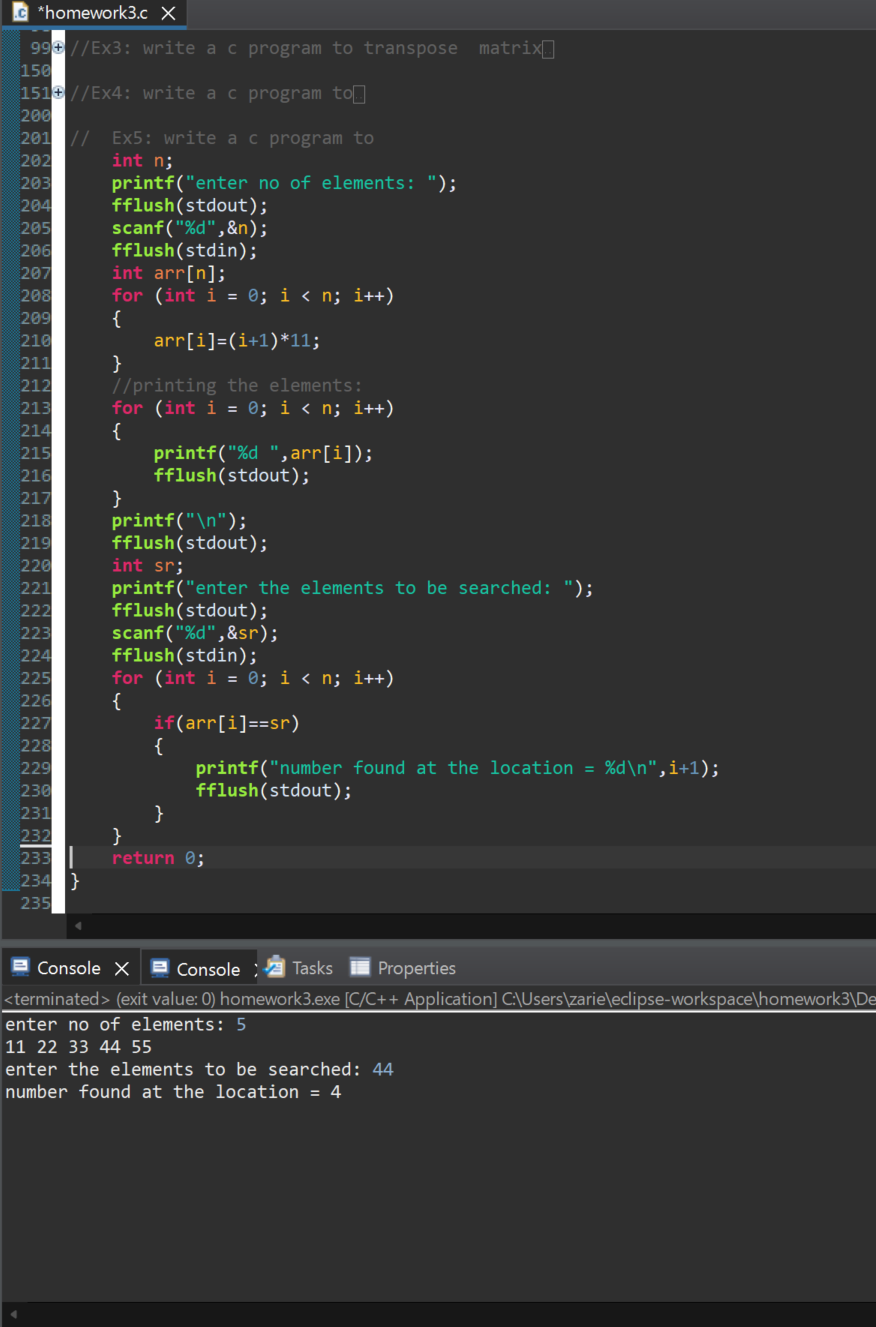 *homework3.c
99 //Ex3: write a c program to transpose  matrix
150
151 //Ex4: write a c program to
200
201 //  Ex5: write a c program to
202     int n;
203     printf("enter no of elements: ");
204     fflush(stdout);
205     scanf("%d",&n);
206     fflush(stdin);
207     int arr[n];
208     for (int i = 0; i < n; i++)
209     {
210         arr[i]=(i+1)*11;
211     }
212     //printing the elements:
213     for (int i = 0; i < n; i++)
214     {
215         printf("%d ",arr[i]);
216         fflush(stdout);
217     }
218     printf("\n");
219     fflush(stdout);
220     int sr;
221     printf("enter the elements to be searched: ");
222     fflush(stdout);
223     scanf("%d",&sr);
224     fflush(stdin);
225     for (int i = 0; i < n; i++)
226     {
227         if(arr[i]==sr)
228         {
229             printf("number found at the location = %d\n",i+1);
230             fflush(stdout);
231         }
232     }
233     return 0;
234 }
235
Console Console Tasks Properties
<terminated> (exit value: 0) homework3.exe [C/C++ Application] C:\Users\zarie\eclipse-workspace\homework3\De
enter no of elements: 5
11 22 33 44 55
enter the elements to be searched: 44
number found at the location = 4